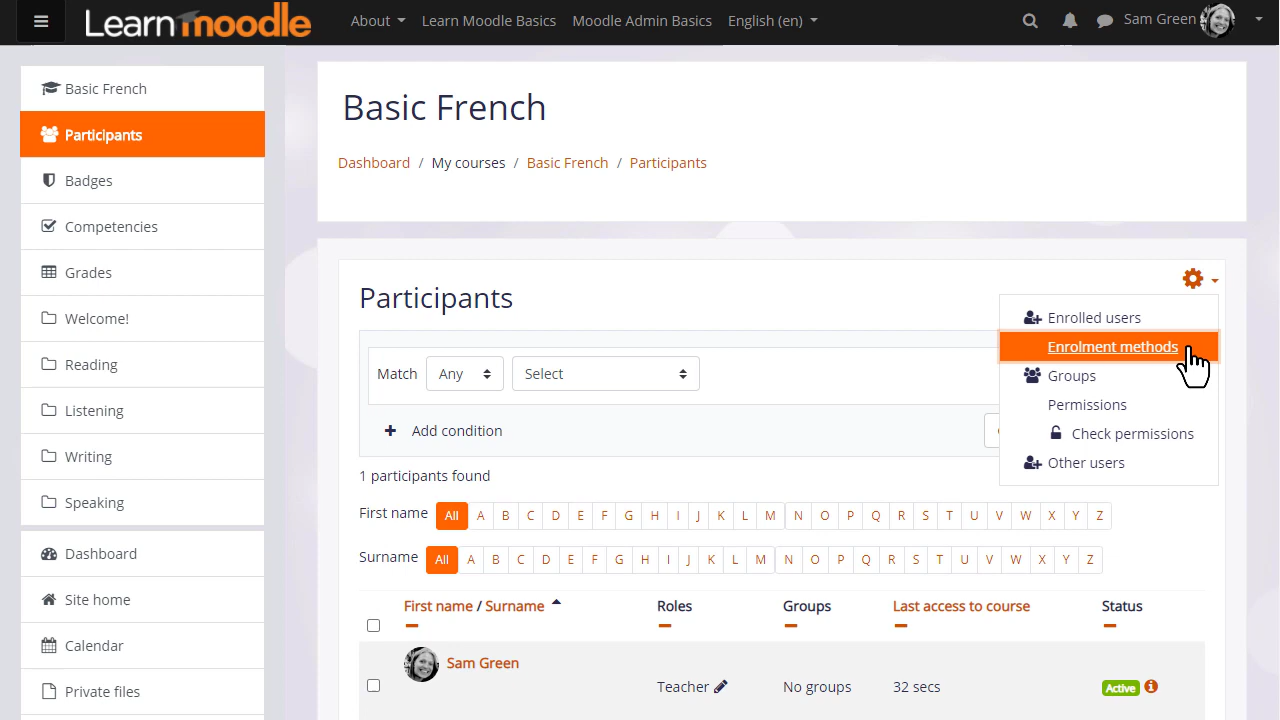 Learn moodle
About
Learn Moodle Basics
Moodle Admin Basics
English (en)
Sam Green
Basic French
Participants
Badges
Competencies
Grades
Welcome!
Reading
Listening
Writing
Speaking
Dashboard
Site home
Calendar
Private files
Basic French
Dashboard / My courses / Basic French / Participants
Participants
Enrolled users
Enrolment methods
Groups
Permissions
Check permissions
Other users
Match Any Select
Add condition
1 participants found
First name All A B C D E F G H I J K L M N O P Q R S T U V W X Y Z
Surname All A B C D E F G H I J K L M N O P Q R S T U V W X Y Z
First name / Surname Roles Groups Last access to course Status
Sam Green
Teacher No groups 32 secs Active